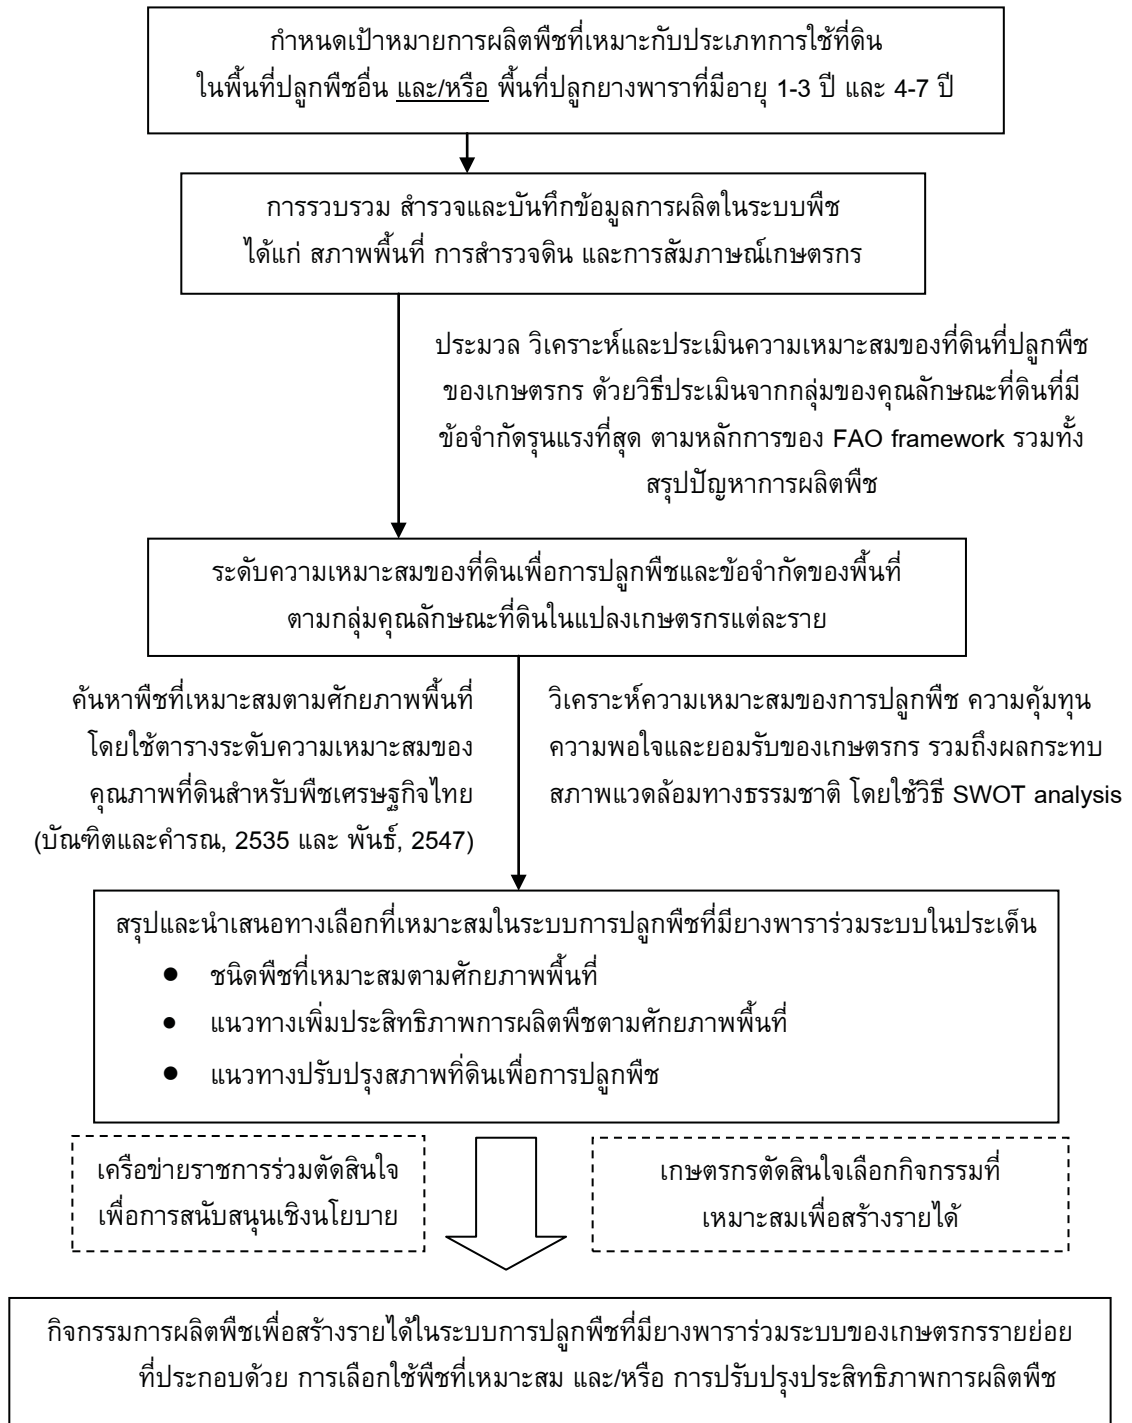 กำหนดเป้าหมายการผลิตพืชที่เหมาะกับประเภทการใช้ที่ดิน
ในพื้นที่ปลูกพืชอื่น และ/หรือ พื้นที่ปลูกยางพาราที่มีอายุ 1-3 ปี และ 4-7 ปี
การรวบรวม สำรวจและบันทึกข้อมูลการผลิตในระบบพืช
ได้แก่ สภาพพื้นที่ การสำรวจดิน และการสัมภาษณ์เกษตรกร
ประมวล วิเคราะห์และประเมินความเหมาะสมของที่ดินที่ปลูกพืช
ของเกษตรกร ด้วยวิธีประเมินจากกลุ่มของคุณลักษณะที่ดินที่มี
ข้อจำกัดรุนแรงที่สุด ตามหลักการของ FAO framework รวมทั้ง
สรุปปัญหาการผลิตพืช
ระดับความเหมาะสมของที่ดินเพื่อการปลูกพืชและข้อจำกัดของพื้นที่
ตามกลุ่มคุณลักษณะที่ดินในแปลงเกษตรกรแต่ละราย
ค้นหาพืชที่เหมาะสมตามศักยภาพพื้นที่
โดยใช้ตารางระดับความเหมาะสมของ
คุณภาพที่ดินสำหรับพืชเศรษฐกิจไทย
(บัณฑิตและคำรณ, 2535 และ พันธ์, 2547)
วิเคราะห์ความเหมาะสมของการปลูกพืช ความคุ้มทุน
ความพอใจและยอมรับของเกษตรกร รวมถึงผลกระทบ
สภาพแวดล้อมทางธรรมชาติ โดยใช้วิธี SWOT analysis
สรุปและนำเสนอทางเลือกที่เหมาะสมในระบบการปลูกพืชที่มียางพาราร่วมระบบในประเด็น
● ชนิดพืชที่เหมาะสมตามศักยภาพพื้นที่
● แนวทางเพิ่มประสิทธิภาพการผลิตพืชตามศักยภาพพื้นที่
● แนวทางปรับปรุงสภาพที่ดินเพื่อการปลูกพืช
เครือข่ายราชการร่วมตัดสินใจ
เพื่อการสนับสนุนเชิงนโยบาย
เกษตรกรตัดสินใจเลือกกิจกรรมที่
เหมาะสมเพื่อสร้างรายได้
กิจกรรมการผลิตพืชเพื่อสร้างรายได้ในระบบการปลูกพืชที่มียางพาราร่วมระบบของเกษตรกรรายย่อย
ที่ประกอบด้วย การเลือกใช้พืชที่เหมาะสม และ/หรือ การปรับปรุงประสิทธิภาพการผลิตพืช